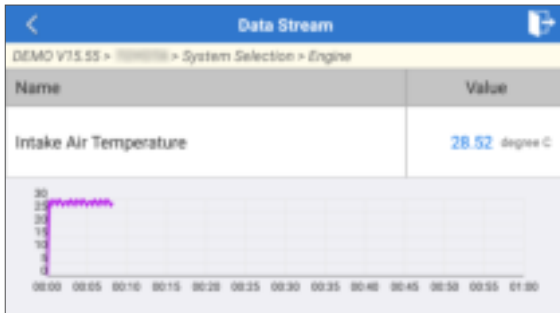 Data Stream
DEMO V15.55 > > System Selection > Engine
Name Value
Intake Air Temperature 28.52 degree C
30
25
20
15
10
5
0
00:00 00:05 00:10 00:15 00:20 00:25 00:30 00:35 00:40 00:45 00:50 00:55 01:00